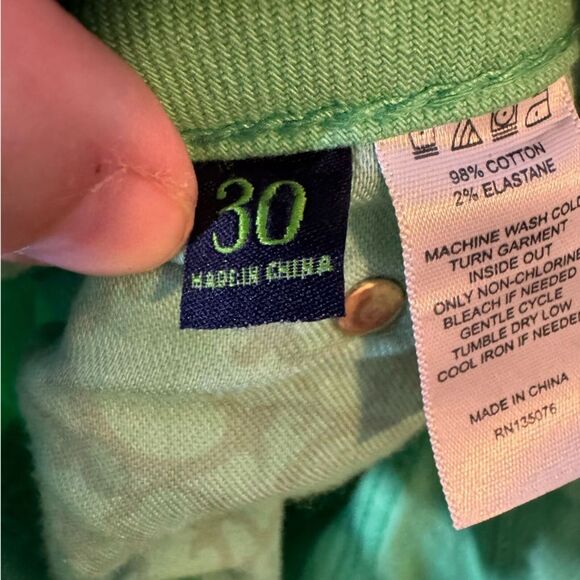 30
MADE IN CHINA
98% COTTON
2% ELASTANE
MACHINE WASH COLD
TURN GARMENT
INSIDE OUT
ONLY NON-CHLORINE
BLEACH IF NEEDED
GENTLE CYCLE
TUMBLE DRY LOW
COOL IRON IF NEEDED
MADE IN CHINA
RN135076